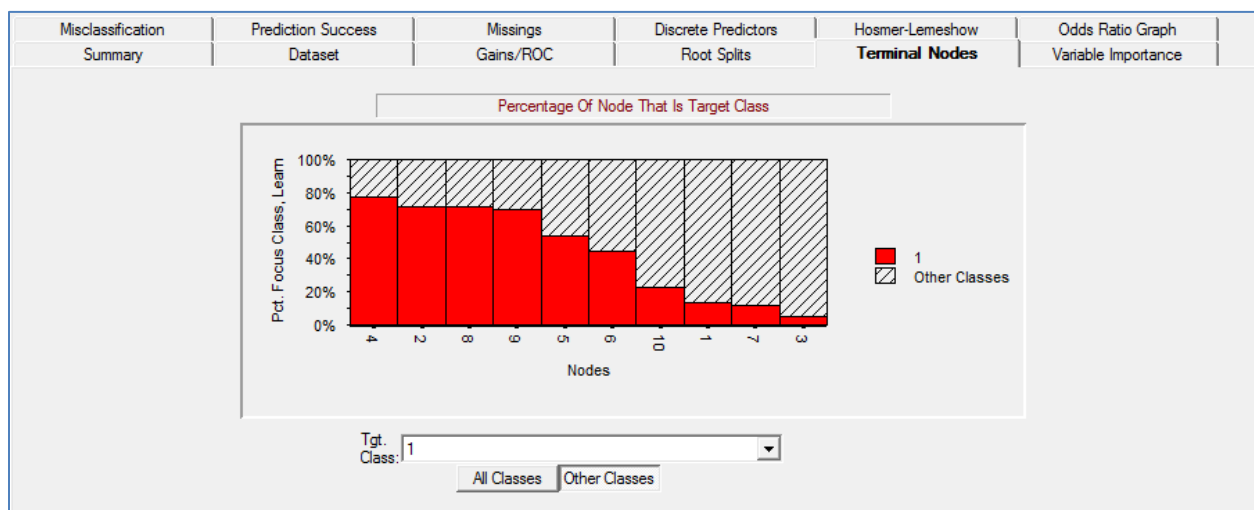 Misclassification Prediction Success Missings Discrete Predictors Hosmer-Lemeshow Odds Ratio Graph
Summary Dataset Gains/ROC Root Splits Terminal Nodes Variable Importance
Percentage Of Node That Is Target Class
Pct. Focus Class, Learn
100%
80%
60%
40%
20%
0%
4 2 8 9 5 6 10 1 7 3
Nodes
1
Other Classes
Tgt. Class: 1
All Classes Other Classes